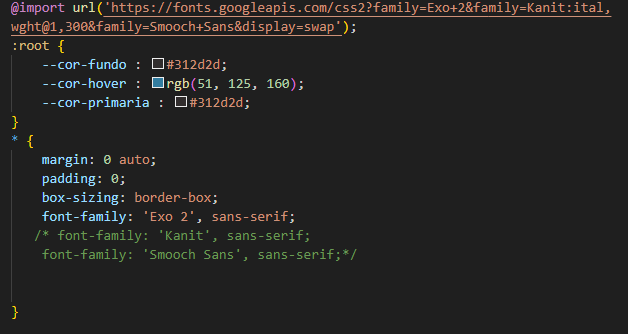 @import url('https://fonts.googleapis.com/css2?family=Exo+2&family=Kanit:ital,
wght@1,300&family=Smooch+Sans&display=swap');
:root {
--cor-fundo : #312d2d;
--cor-hover : rgb(51, 125, 160);
--cor-primaria : #312d2d;
}
* {
margin: 0 auto;
padding: 0;
box-sizing: border-box;
font-family: 'Exo 2', sans-serif;
/* font-family: 'Kanit', sans-serif;
font-family: 'Smooch Sans', sans-serif;*/
}